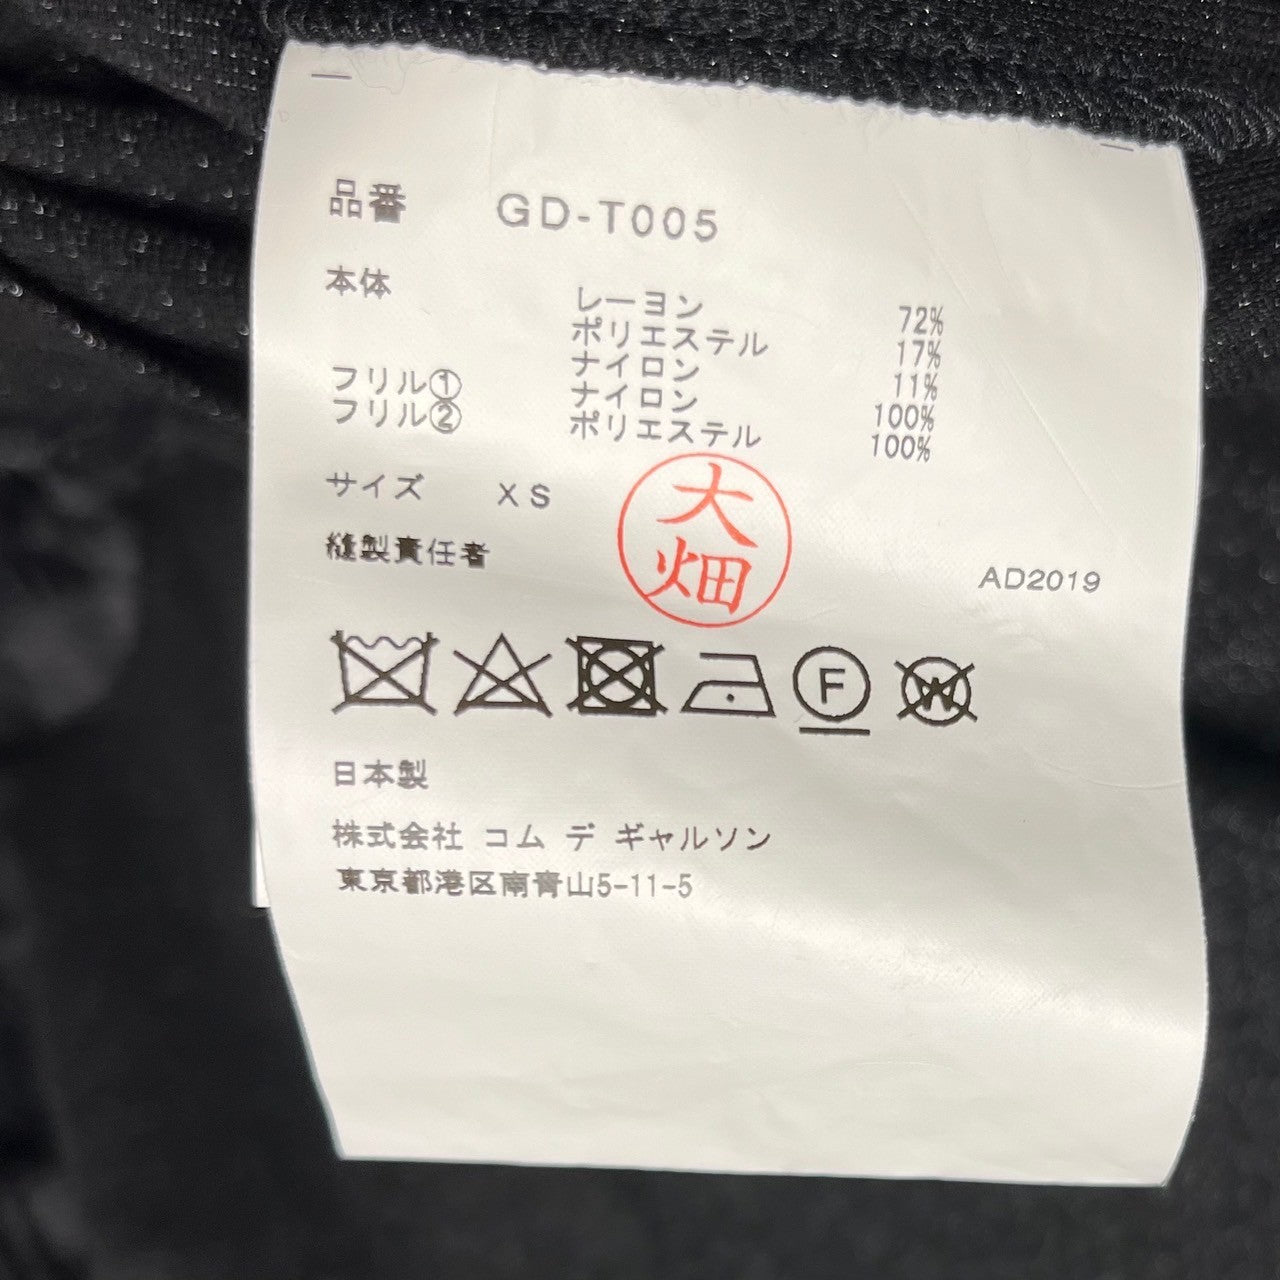 品番 GD-T005
本体 レーヨン 72%
ポリエステル 17%
ナイロン 11%
フリル① ナイロン 100%
フリル② ポリエステル 100%
サイズ XS
縫製責任者 大畑
AD2019
F
W
日本製
株式会社 コム デ ギャルソン
東京都港区南青山5-11-5